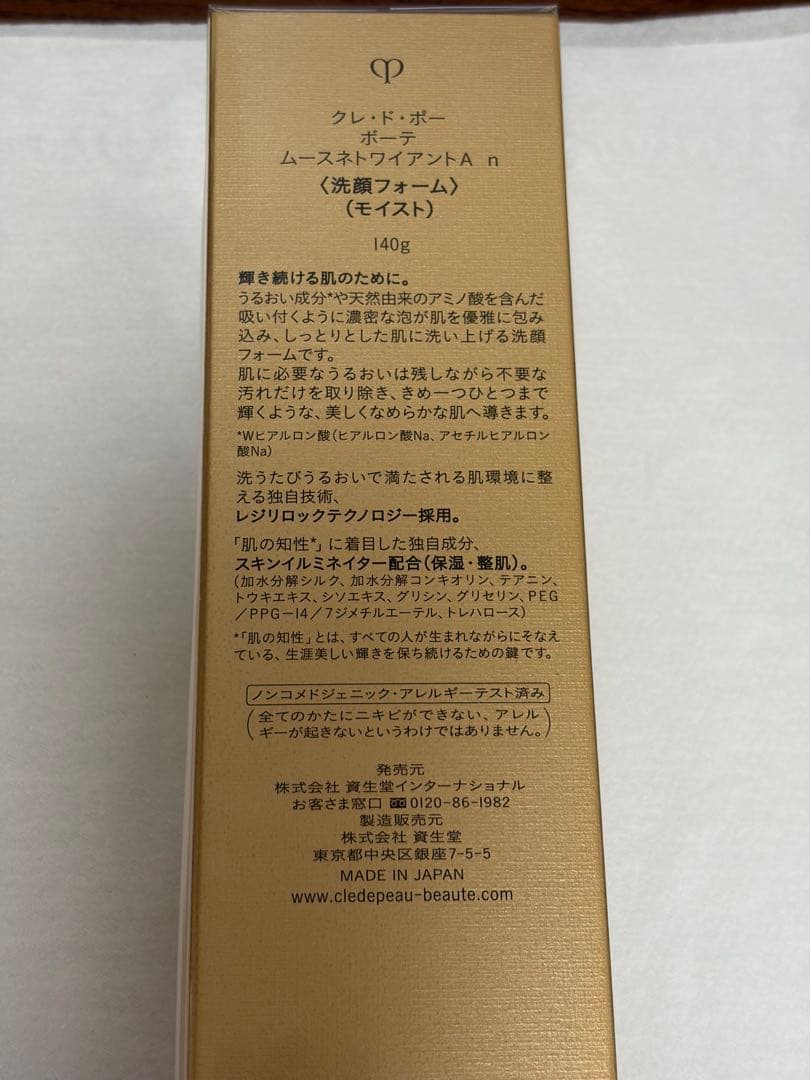 クレ・ド・ポー
ボーテ
ムースネトワイアントA n
〈洗顔フォーム〉
(モイスト)
140g
輝き続ける肌のために。
うるおい成分*や天然由来のアミノ酸を含んだ
吸い付くように濃密な泡が肌を優雅に包み
込み、しっとりとした肌に洗い上げる洗顔
フォームです。
肌に必要なうるおいは残しながら不要な
汚れだけを取り除き、きめ一つひとつまで
輝くような、美しくなめらかな肌へ導きます。
*Wヒアルロン酸(ヒアルロン酸Na、アセチルヒアルロン
酸Na)
洗うたびうるおいで満たされる肌環境に整
える独自技術、
レジリロックテクノロジー採用。
「肌の知性*」に着目した独自成分、
スキンイルミネイター配合(保湿・整肌)。
(加水分解シルク、加水分解コンキオリン、テアニン、
トウキエキス、シソエキス、グリシン、グリセリン、PEG
/PPG-14/7ジメチルエーテル、トレハロース)
*「肌の知性」とは、すべての人が生まれながらにそなえ
ている、生涯美しい輝きを保ち続けるための鍵です。
ノンコメドジェニック・アレルギーテスト済み
(全てのかたにニキビができない、アレル
ギーが起きないというわけではありません。)
発売元
株式会社 資生堂インターナショナル
お客さま窓口 0120-86-1982
製造販売元
株式会社 資生堂
東京都中央区銀座7-5-5
MADE IN JAPAN
www.cledepeau-beaute.com